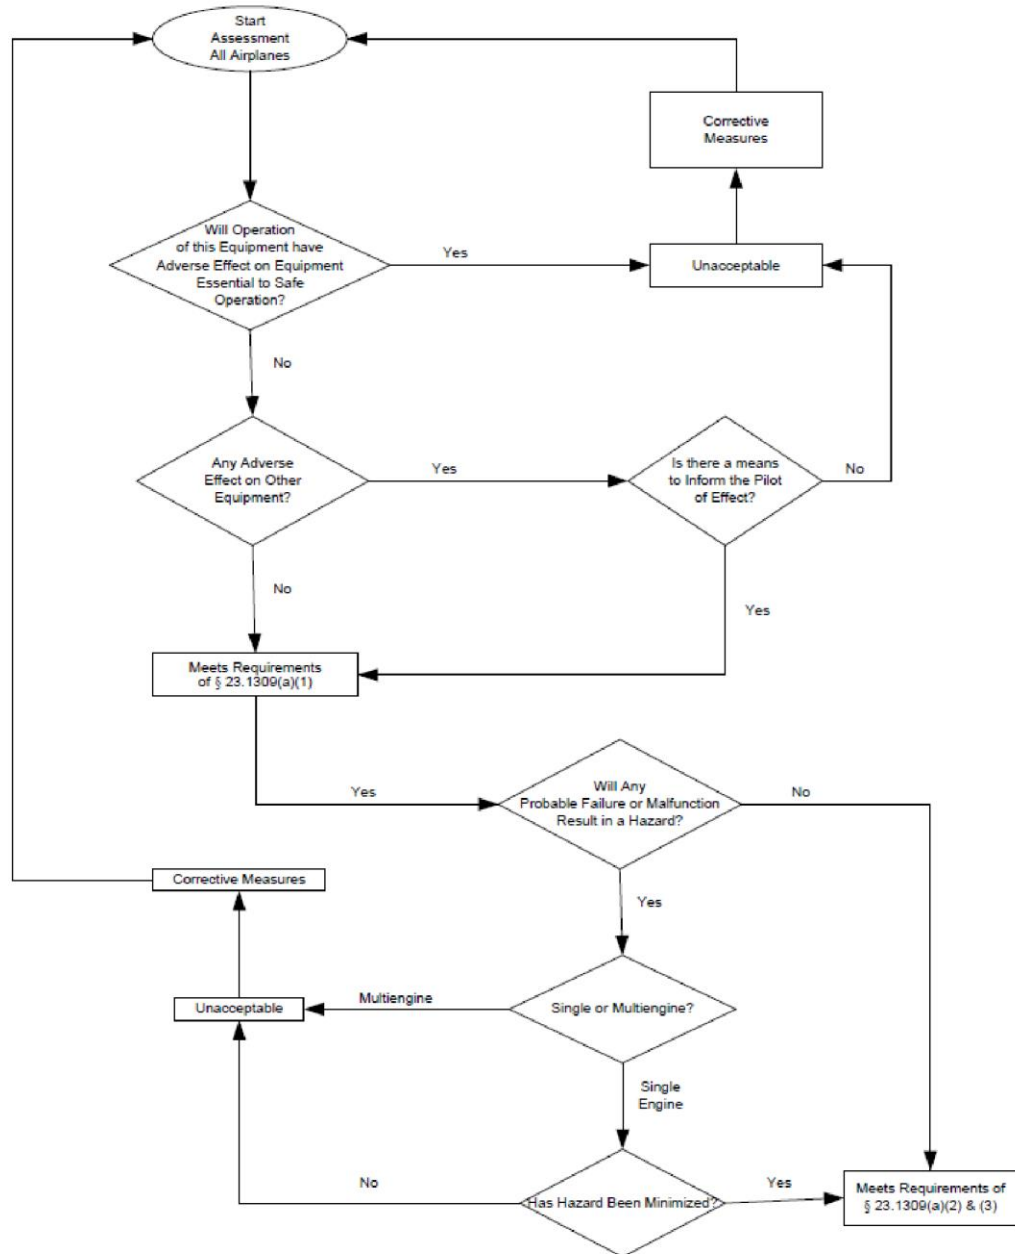 Start
Assessment
All Airplanes
Corrective
Measures
Will Operation
of this Equipment have
Adverse Effect on Equipment
Essential to Safe
Operation?
Yes
Unacceptable
No
Any Adverse
Effect on Other
Equipment?
Yes
Is there a means
to Inform the Pilot
of Effect?
No
No
Yes
Meets Requirements
of § 23.1309(a)(1)
Will Any
Probable Failure or Malfunction
Result in a Hazard?
Yes
No
Corrective Measures
Yes
Unacceptable
Multiengine
Single or Multiengine?
Single
Engine
No
Has Hazard Been Minimized?
Yes
Meets Requirements of
§ 23.1309(a)(2) & (3)